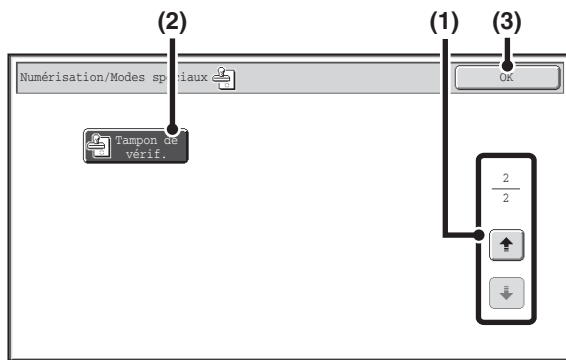 (2)
(1)
(3)
Numérisation/Modes spéciaux
OK
Tampon de
vérif.
2
2